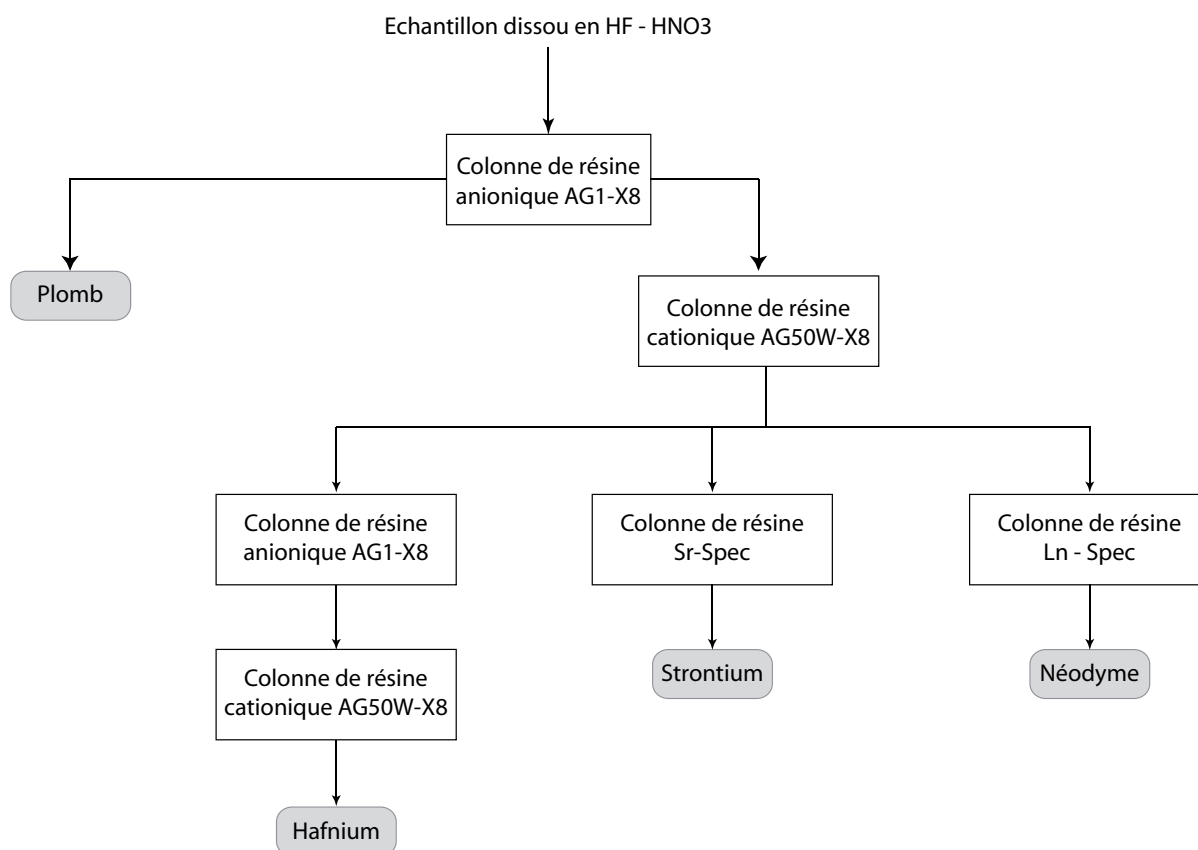 Echantillon dissou en HF - HNO3
Colonne de résine
anionique AG1-X8
Plomb
Colonne de résine
cationique AG50W-X8
Colonne de résine
anionique AG1-X8
Colonne de résine
Sr-Spec
Colonne de résine
Ln - Spec
Colonne de résine
cationique AG50W-X8
Strontium
Néodyme
Hafnium